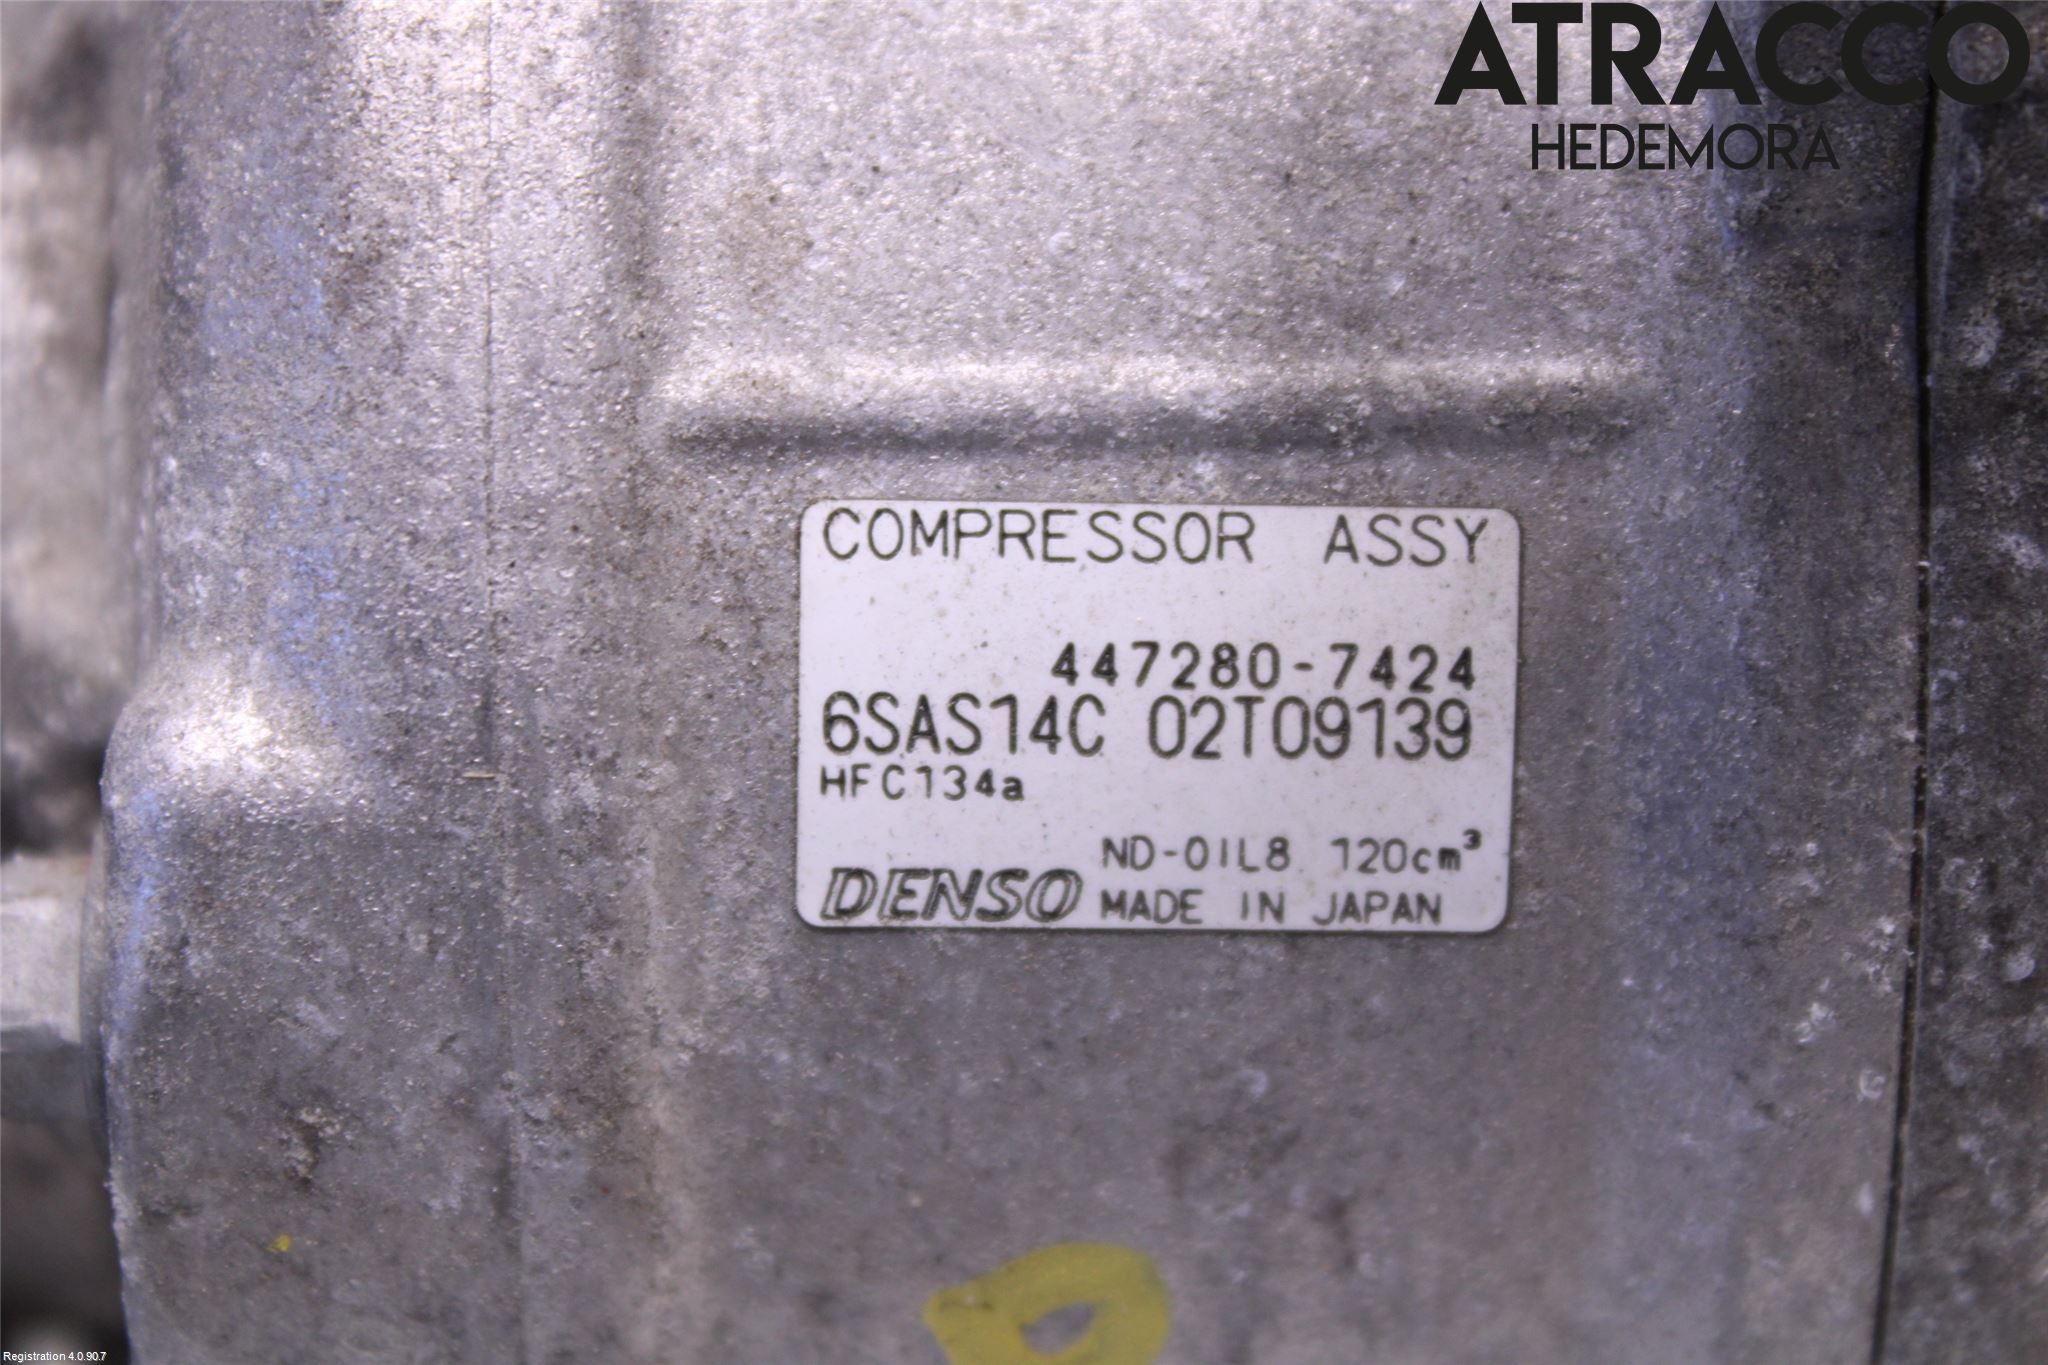 ATRACCO
HEDEMORA
COMPRESSOR ASSY
447280-7424
6SAS14C 02T09139
HFC134a
ND-OIL8 120cm³
DENSO MADE IN JAPAN
Registration 4.0.90.7